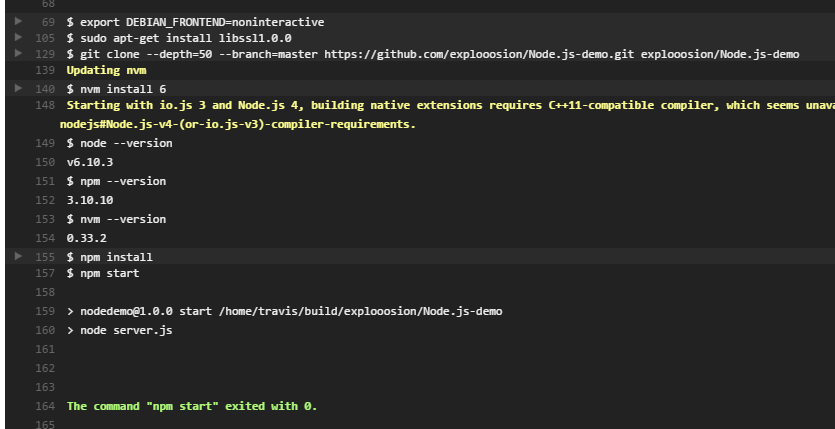 68
69 $ export DEBIAN_FRONTEND=noninteractive
105 $ sudo apt-get install libssl1.0.0
129 $ git clone --depth=50 --branch=master https://github.com/explooosion/Node.js-demo.git explooosion/Node.js-demo
139 Updating nvm
140 $ nvm install 6
148 Starting with io.js 3 and Node.js 4, building native extensions requires C++11-compatible compiler, which seems unava
nodejs#Node.js-v4-(or-io.js-v3)-compiler-requirements.
149 $ node --version
150 v6.10.3
151 $ npm --version
152 3.10.10
153 $ nvm --version
154 0.33.2
155 $ npm install
157 $ npm start
158
159 > nodedemo@1.0.0 start /home/travis/build/explooosion/Node.js-demo
160 > node server.js
161
162
163
164 The command "npm start" exited with 0.
165